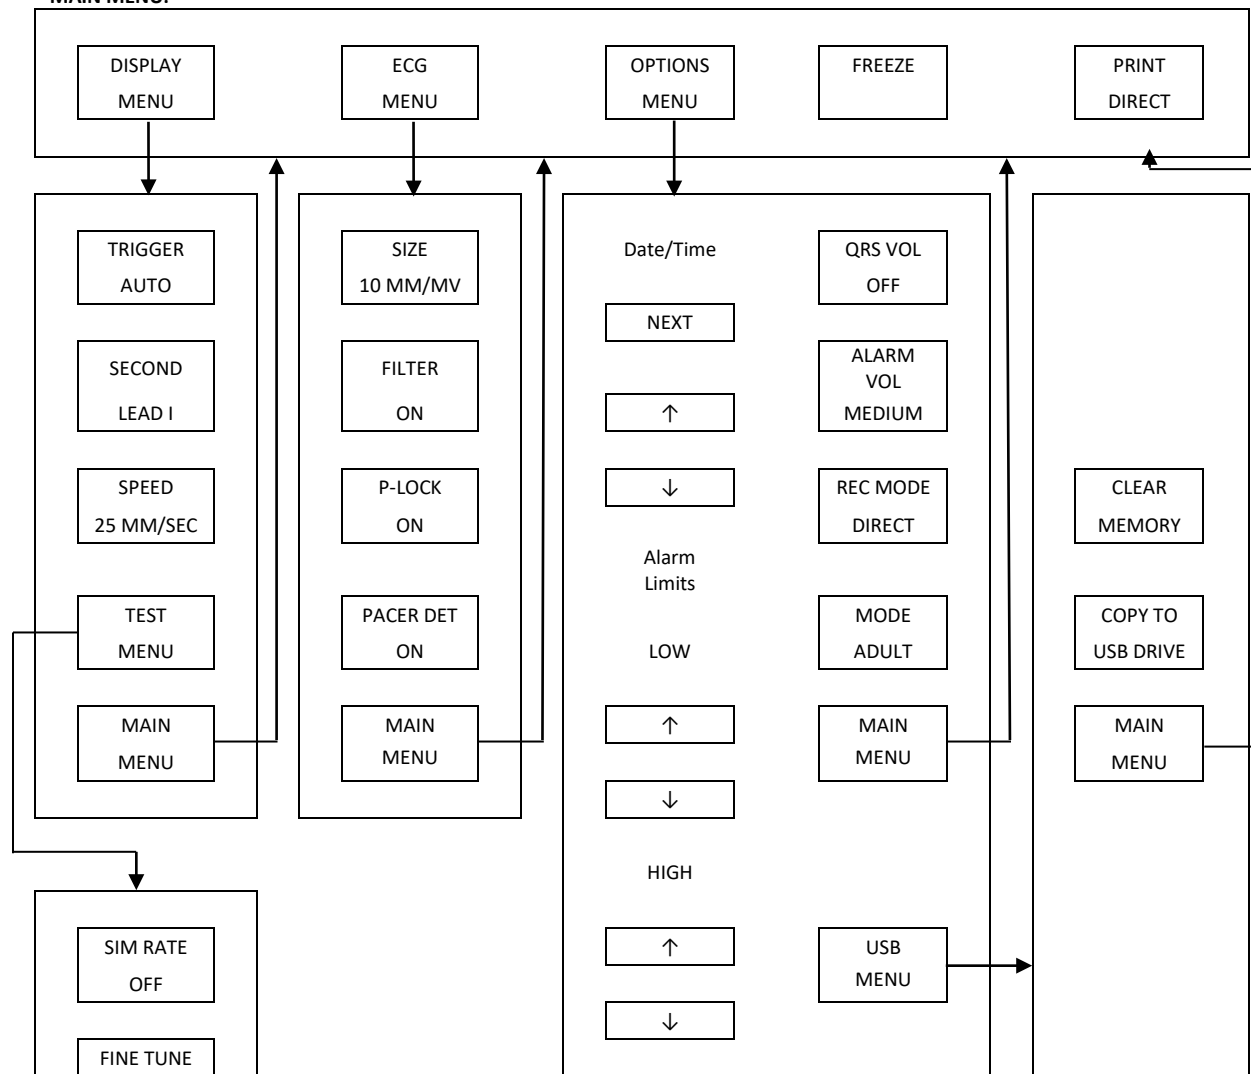 MAIN MENU:
DISPLAY
MENU
ECG
MENU
OPTIONS
MENU
FREEZE
PRINT
DIRECT
TRIGGER
AUTO
SECOND
LEAD I
SPEED
25 MM/SEC
TEST
MENU
MAIN
MENU
SIZE
10 MM/MV
FILTER
ON
P-LOCK
ON
PACER DET
ON
MAIN
MENU
Date/Time
NEXT
↑
↓
Alarm
Limits
LOW
↑
↓
HIGH
↑
↓
QRS VOL
OFF
ALARM
VOL
MEDIUM
REC MODE
DIRECT
MODE
ADULT
MAIN
MENU
USB
MENU
CLEAR
MEMORY
COPY TO
USB DRIVE
MAIN
MENU
SIM RATE
OFF
FINE TUNE